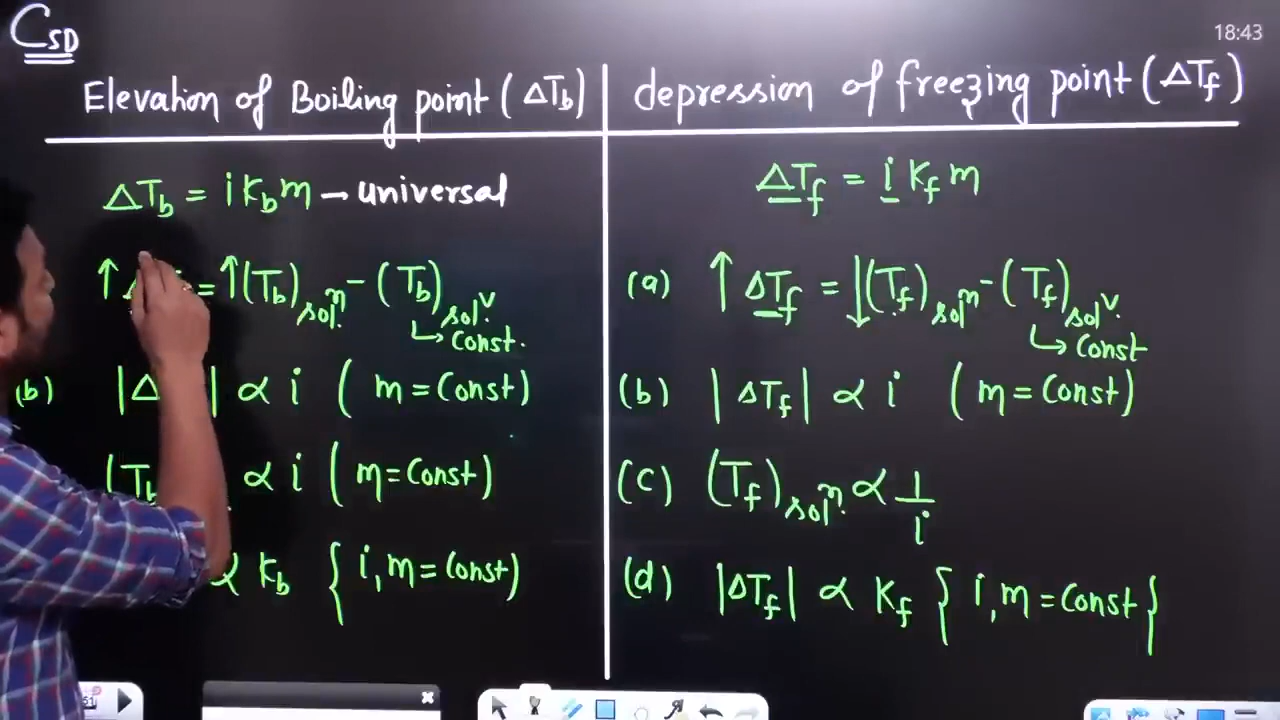 CSD
18:43
Elevation of Boiling point (ΔTb)
ΔTb = i Kb m – universal
↑ Δ = ↑(Tb)solⁿ. - (Tb)solᵛ
↳ Const.
(b) |Δ | ∝ i ( m = Const)
(Tb ∝ i ( m = Const)
∝ Kb { i, m = Const)
depression of freezing point (ΔTf)
ΔTf = i Kf m
(a) ↑ ΔTf = ↓(Tf)solⁿ - (Tf)solᵛ.
↳ Const
(b) | ΔTf | ∝ i ( m = Const)
(c) (Tf)solⁿ. ∝ 1/i
(d) |ΔTf| ∝ Kf { i, m = Const }
51